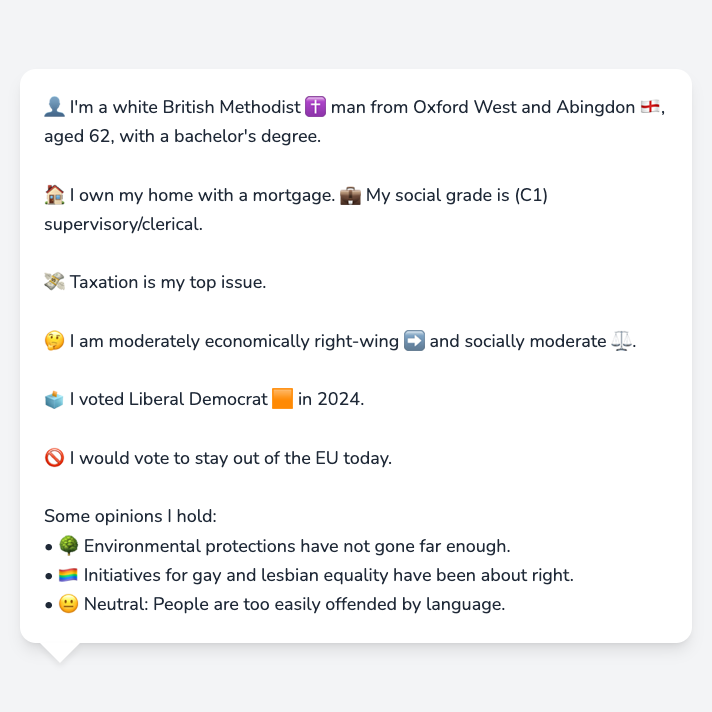 👤 I'm a white British Methodist ✝️ man from Oxford West and Abingdon 🏴󠁧󠁢󠁥󠁮󠁧󠁿,
aged 62, with a bachelor's degree.
🏠 I own my home with a mortgage. 💼 My social grade is (C1)
supervisory/clerical.
💸 Taxation is my top issue.
🤔 I am moderately economically right-wing ➡️ and socially moderate ⚖️.
🗳️ I voted Liberal Democrat 🟧 in 2024.
🚫 I would vote to stay out of the EU today.
Some opinions I hold:
• 🌳 Environmental protections have not gone far enough.
• 🏳️‍🌈 Initiatives for gay and lesbian equality have been about right.
• 😐 Neutral: People are too easily offended by language.